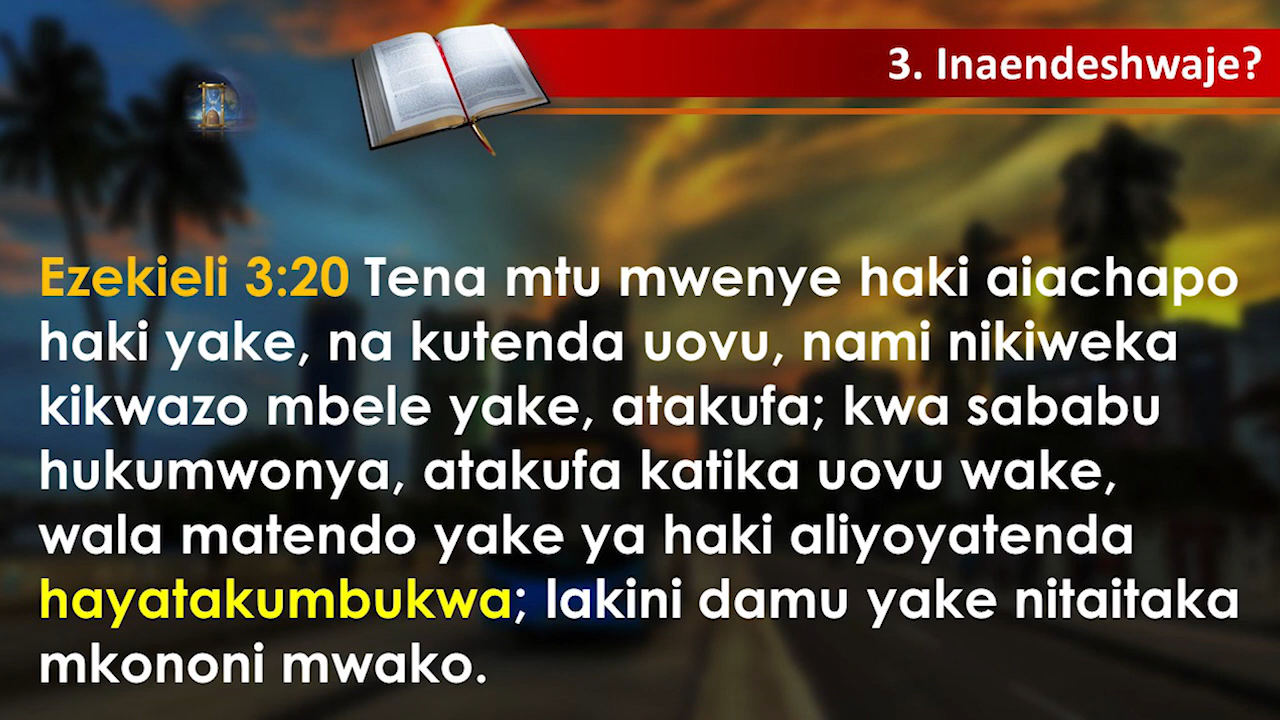 3. Inaendeshwaje?
Ezekieli 3:20 Tena mtu mwenye haki aiachapo
haki yake, na kutenda uovu, nami nikiweka
kikwazo mbele yake, atakufa; kwa sababu
hukumwonya, atakufa katika uovu wake,
wala matendo yake ya haki aliyoyatenda
hayatakumbukwa; lakini damu yake nitaitaka
mkononi mwako.